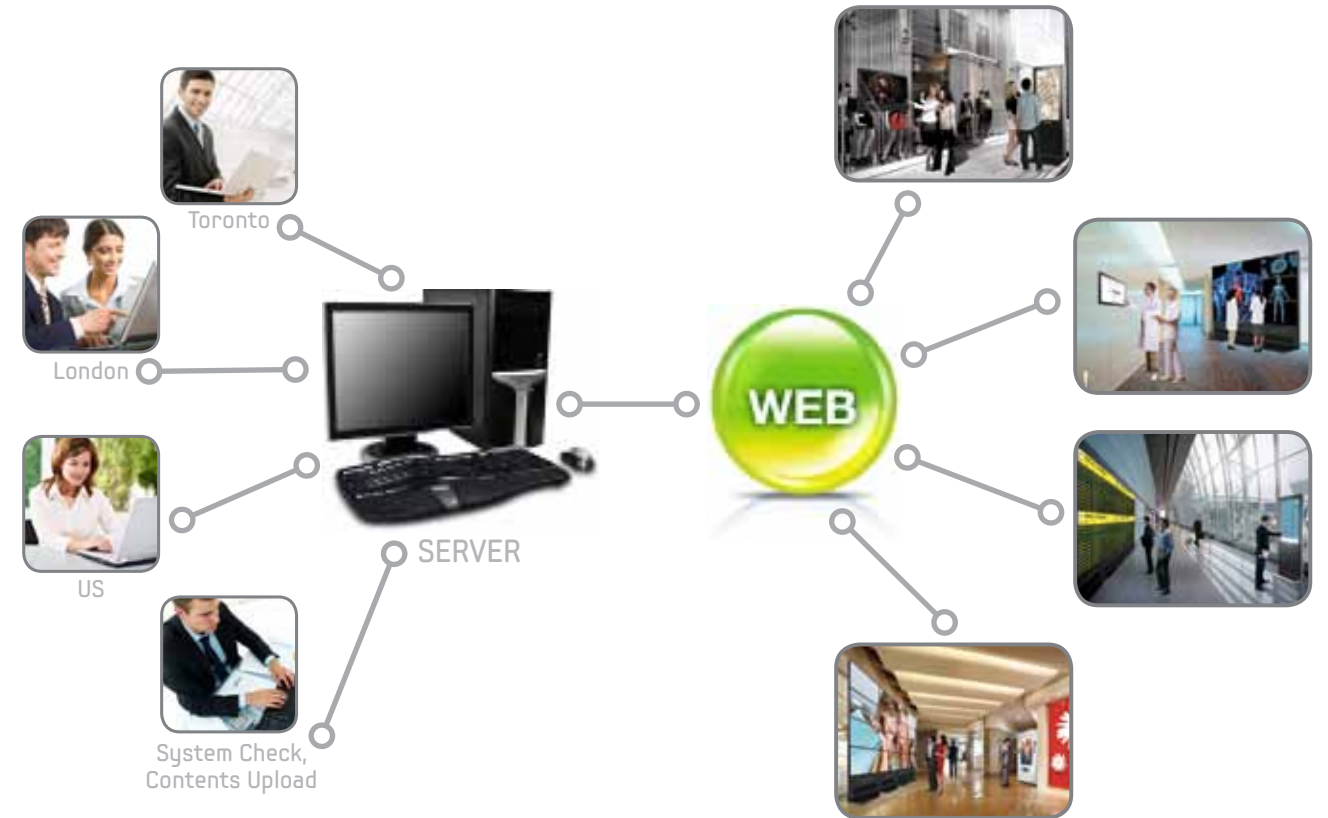 Toronto
London
US
System Check,
Contents Upload
SERVER
WEB